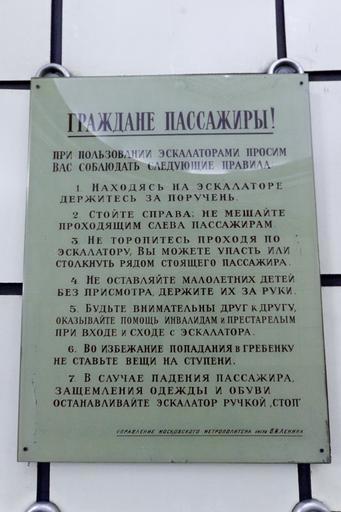 ГРАЖДАНЕ ПАССАЖИРЫ!
ПРИ ПОЛЬЗОВАНИИ ЭСКАЛАТОРАМИ ПРОСИМ
ВАС СОБЛЮДАТЬ СЛЕДУЮЩИЕ ПРАВИЛА
1. НАХОДЯСЬ НА ЭСКАЛАТОРЕ
ДЕРЖИТЕСЬ ЗА ПОРУЧЕНЬ.
2. СТОЙТЕ СПРАВА; НЕ МЕШАЙТЕ
ПРОХОДЯЩИМ СЛЕВА ПАССАЖИРАМ.
3. НЕ ТОРОПИТЕСЬ ПРОХОДЯ ПО
ЭСКАЛАТОРУ, ВЫ МОЖЕТЕ УПАСТЬ ИЛИ
СТОЛКНУТЬ РЯДОМ СТОЯЩЕГО ПАССАЖИРА.
4. НЕ ОСТАВЛЯЙТЕ МАЛОЛЕТНИХ ДЕТЕЙ
БЕЗ ПРИСМОТРА, ДЕРЖИТЕ ИХ ЗА РУКИ.
5. БУДЬТЕ ВНИМАТЕЛЬНЫ ДРУГ К ДРУГУ,
ОКАЗЫВАЙТЕ ПОМОЩЬ ИНВАЛИДАМ И ПРЕСТАРЕЛЫМ
ПРИ ВХОДЕ И СХОДЕ С ЭСКАЛАТОРА.
6. ВО ИЗБЕЖАНИЕ ПОПАДАНИЯ В ГРЕБЕНКУ
НЕ СТАВЬТЕ ВЕЩИ НА СТУПЕНИ.
7. В СЛУЧАЕ ПАДЕНИЯ ПАССАЖИРА,
ЗАЩЕМЛЕНИЯ ОДЕЖДЫ И ОБУВИ
ОСТАНАВЛИВАЙТЕ ЭСКАЛАТОР РУЧКОЙ „СТОП"
УПРАВЛЕНИЕ МОСКОВСКОГО МЕТРОПОЛИТЕНА имени В.И.ЛЕНИНА